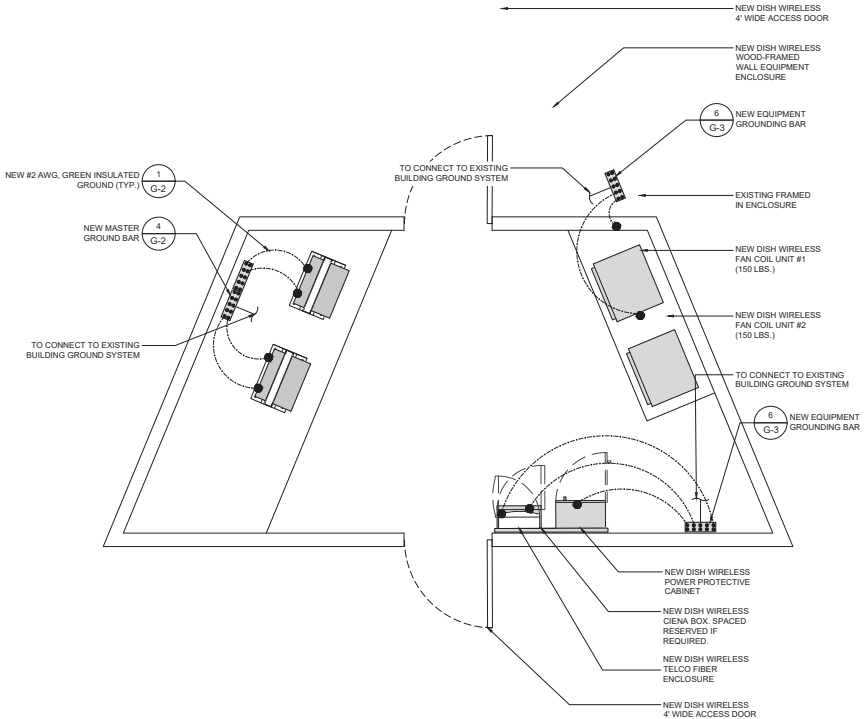 NEW DISH WIRELESS
4' WIDE ACCESS DOOR
NEW DISH WIRELESS
WOOD-FRAMED
WALL EQUIPMENT
ENCLOSURE
6
G-3
NEW EQUIPMENT
GROUNDING BAR
TO CONNECT TO EXISTING
BUILDING GROUND SYSTEM
NEW #2 AWG, GREEN INSULATED
GROUND (TYP.)
1
G-2
EXISTING FRAMED
IN ENCLOSURE
NEW MASTER
GROUND BAR
4
G-2
NEW DISH WIRELESS
FAN COIL UNIT #1
(150 LBS.)
NEW DISH WIRELESS
FAN COIL UNIT #2
(150 LBS.)
TO CONNECT TO EXISTING
BUILDING GROUND SYSTEM
TO CONNECT TO EXISTING
BUILDING GROUND SYSTEM
6
G-3
NEW EQUIPMENT
GROUNDING BAR
NEW DISH WIRELESS
POWER PROTECTIVE
CABINET
NEW DISH WIRELESS
CIENA BOX. SPACED
RESERVED IF
REQUIRED.
NEW DISH WIRELESS
TELCO FIBER
ENCLOSURE
NEW DISH WIRELESS
4' WIDE ACCESS DOOR